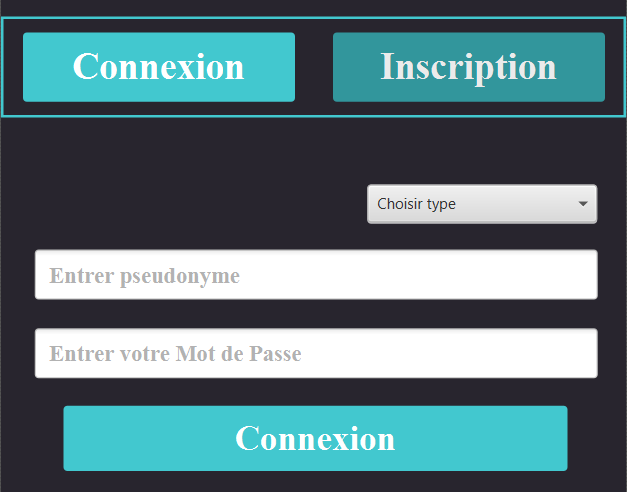 Connexion
Inscription
Choisir type
Entrer pseudonyme
Entrer votre Mot de Passe
Connexion